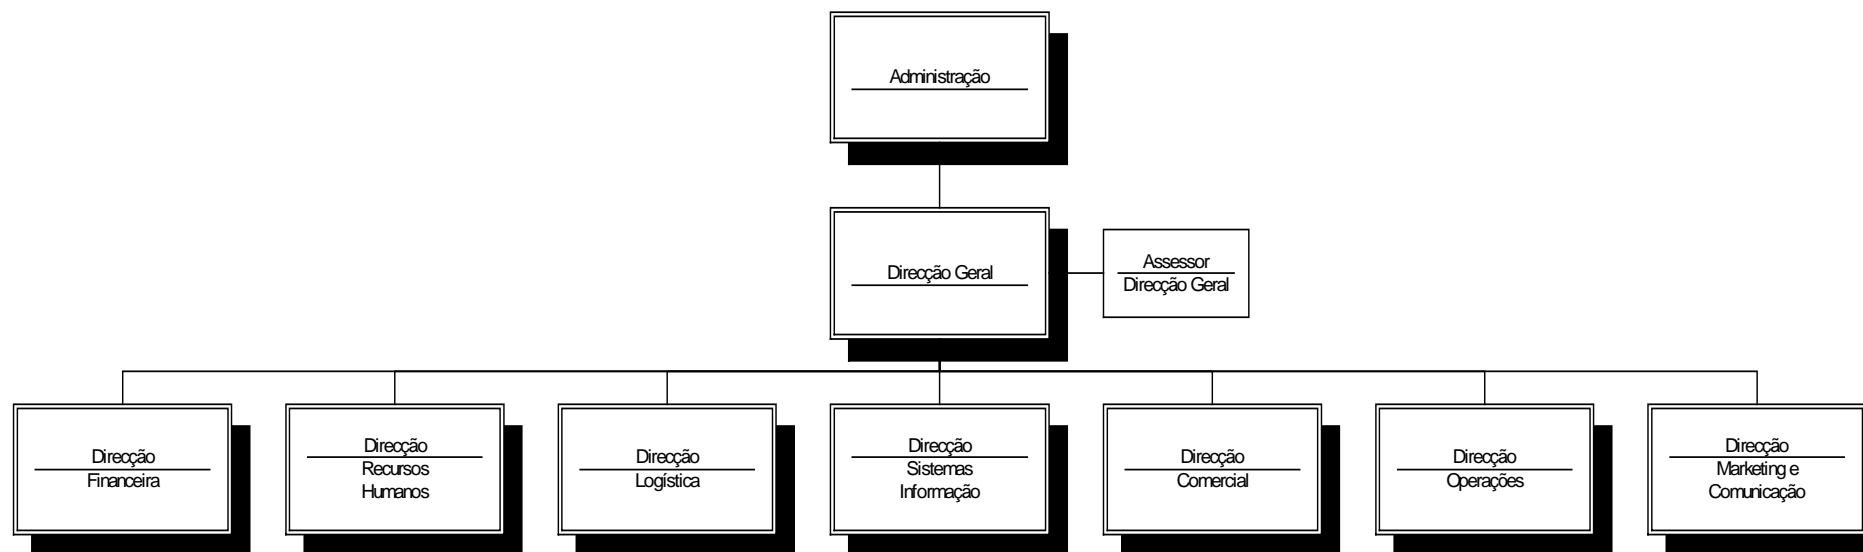 Administração
Direcção Geral
Assessor
Direcção Geral
Direcção
Financeira
Direcção
Recursos
Humanos
Direcção
Logística
Direcção
Sistemas
Informação
Direcção
Comercial
Direcção
Operações
Direcção
Marketing e
Comunicação